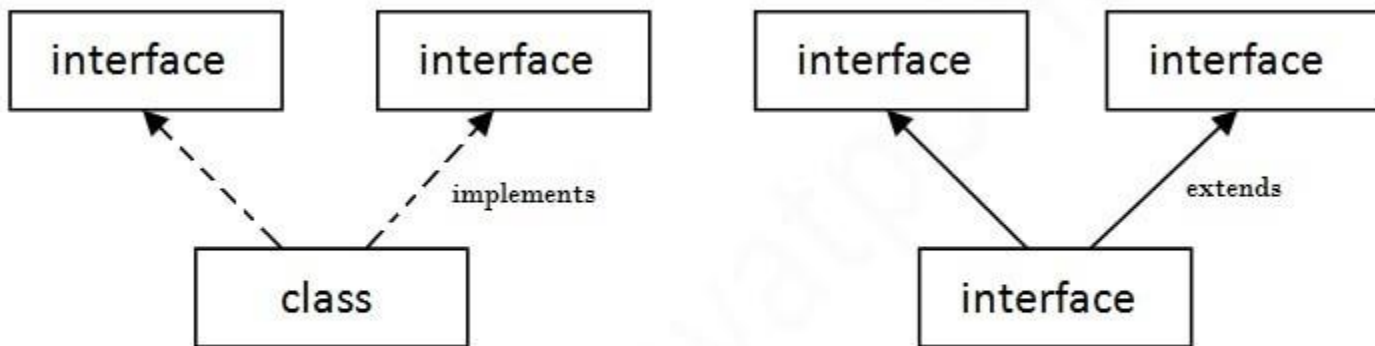 interface interface interface interface
implements extends
class interface